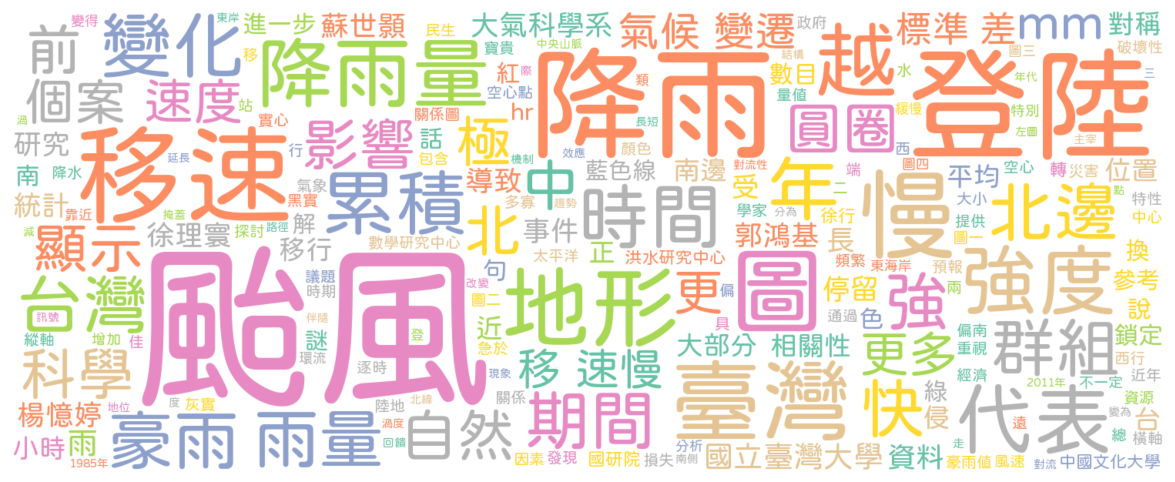 颱風
降雨
登陸
移速
圖
慢
臺灣
地形
強度
累積
時間
代表
豪雨 雨量
降雨量
變化
越
年
北邊
強
群組
快
期間
自然
科學
台灣
影響
極
中
北
個案
速度
前
顯示
員圈
更多
更
移 速慢
氣候 變遷
標準 差
mm
對稱
大氣科學系
蘇世顥
進一步
研究
統計
南
降水
徐理寰
移行
解
事件
正
郭鴻基
長
停留
色
近
句
謎
楊憶婷
小時
雨
大部分 相關性
國立臺灣大學
資料
侵
綠
鎖定
說
參考
換
位置
平均
受
南邊
藍色線
導致
話
hr
紅
數目
量值
空心點
寶貴
民生
中央山脈
關係圖
實心
站
行
包含
機制
效應
顏色
長短
類
結構
政府
水
緩慢
特別
年代
圖三
破壞性
三
左圖
主宰
圖四
空心
西
端
對流性
二
轉
災害
點
特性
中心
大小
提供
圖一
徐行
學家
分為
趨勢
多寡
數學研究中心
太平洋
洪水研究中心
頻繁
東海岸
預報
兩
偏
具
通過
偏南
重視
西行
近年
經濟
2011年
不一定
資源
變為
台
橫軸
總
遠
走
中國文化大學
對流
豪雨值
風速
分析
南側
損失
國研院
發現
因素
關係
現象
急於
圖二
改變
登
北緯
陸地
渦度
回饋
逐時
環流
伴隨
時期
議題
增加
佳
縱軸
訊號
減
掩蓋
路徑
探討
靠近
黑實
氣象
延長
渦
移
變得
東岸
度
灰實
地位
1985年